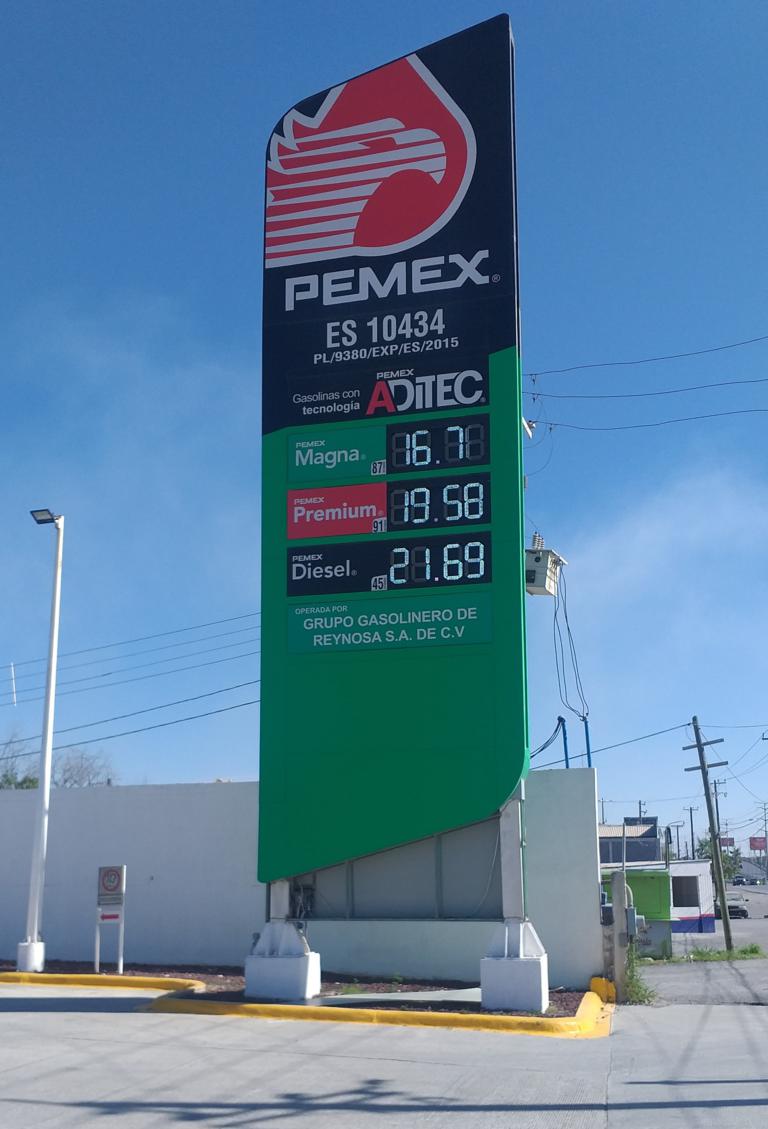 PEMEX®
ES 10434
PL/9380/EXP/ES/2015
Gasolinas con
tecnología
PEMEX
ADITEC®
PEMEX
Magna®
87
16.7
PEMEX
Premium®
91
19.58
PEMEX
Diesel®
45
21.69
OPERADA POR
GRUPO GASOLINERO DE
REYNOSA S.A. DE C.V